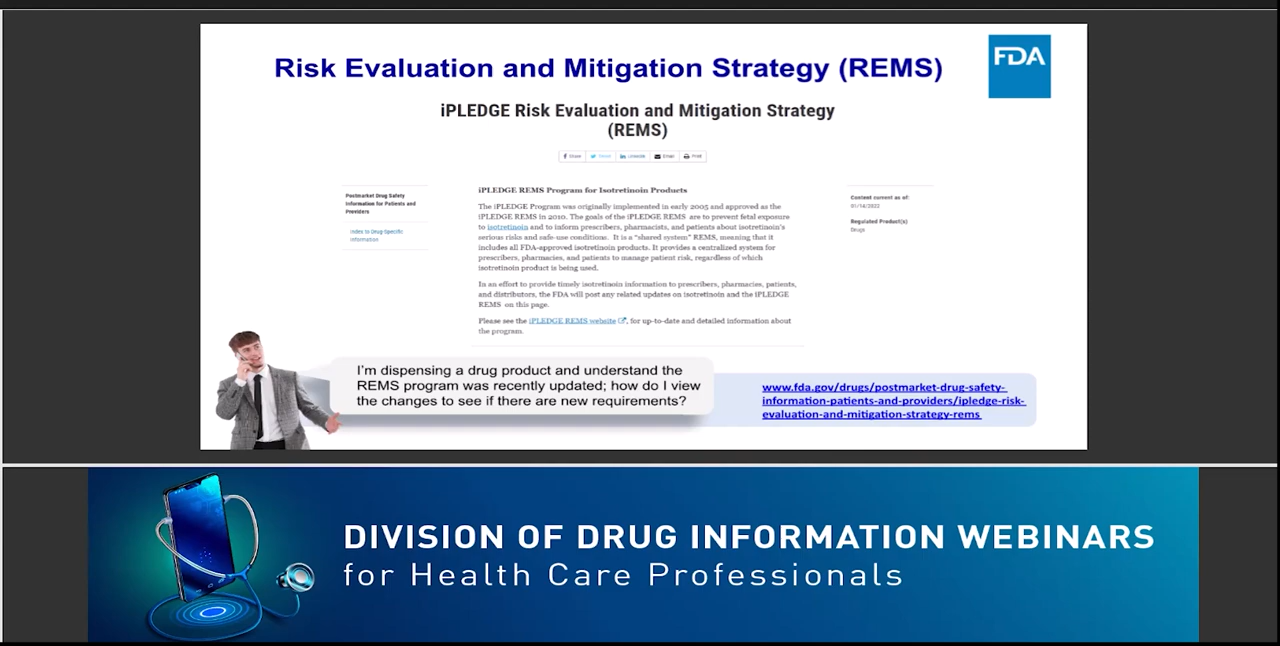 Risk Evaluation and Mitigation Strategy (REMS)
FDA
iPLEDGE Risk Evaluation and Mitigation Strategy
(REMS)
Share
Tweet
Linkedin
Email
Print
Postmarket Drug Safety
Information for Patients and
Providers
Index to Drug-Specific
Information
iPLEDGE REMS Program for Isotretinoin Products
The iPLEDGE Program was originally implemented in early 2005 and approved as the
iPLEDGE REMS in 2010. The goals of the iPLEDGE REMS are to prevent fetal exposure
to isotretinoin and to inform prescribers, pharmacists, and patients about isotretinoin's
serious risks and safe-use conditions. It is a "shared system" REMS, meaning that it
includes all FDA-approved isotretinoin products. It provides a centralized system for
prescribers, pharmacies, and patients to manage patient risk, regardless of which
isotretinoin product is being used.
In an effort to provide timely isotretinoin information to prescribers, pharmacies, patients,
and distributors, the FDA will post any related updates on isotretinoin and the iPLEDGE
REMS on this page.
Please see the iPLEDGE REMS website, for up-to-date and detailed information about
the program.
Content current as of:
01/14/2022
Regulated Product(s)
Drugs
I'm dispensing a drug product and understand the
REMS program was recently updated; how do I view
the changes to see if there are new requirements?
www.fda.gov/drugs/postmarket-drug-safety-
information-patients-and-providers/ipledge-risk-
evaluation-and-mitigation-strategy-rems
DIVISION OF DRUG INFORMATION WEBINARS
for Health Care Professionals